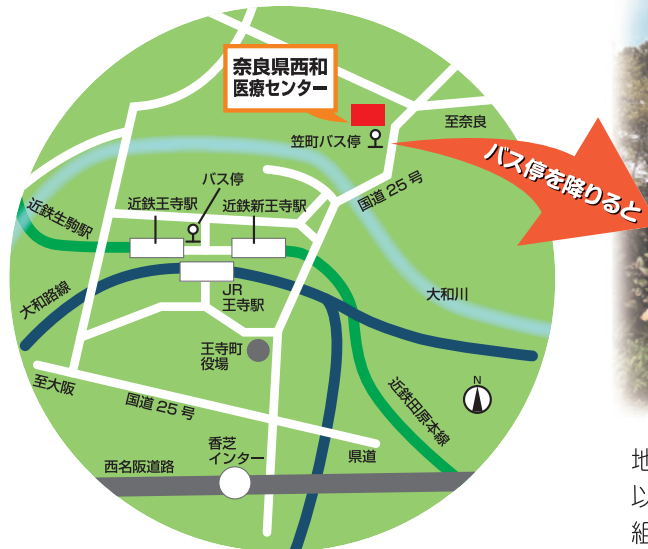 奈良県西和
医療センター
至奈良
笠町バス停
バス停を降りると
バス停
国道25号
近鉄王寺駅
近鉄新王寺駅
近鉄生駒駅
大和路線
JR
王寺駅
大和川
王寺町
役場
至大阪
国道25号
N
近鉄田原本線
香芝
インター
県道
西名阪道路
地
以
組